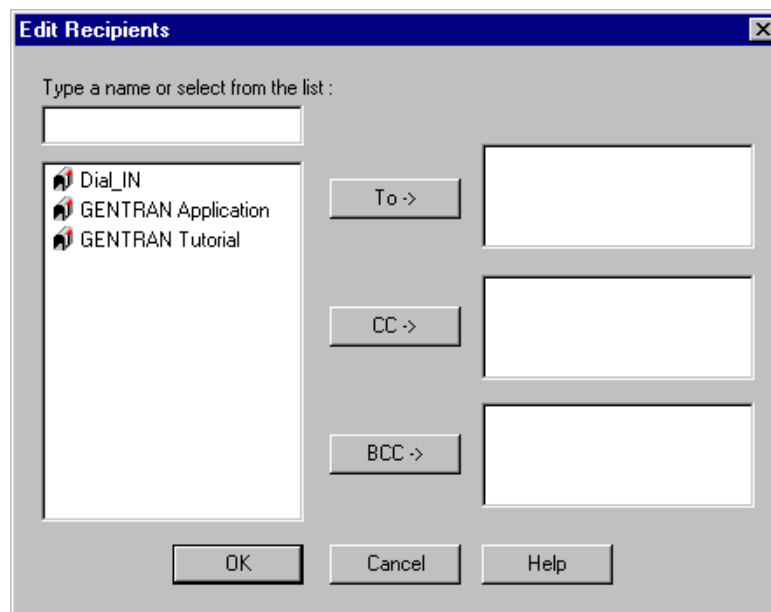 Edit Recipients
Type a name or select from the list :
Dial_IN
GENTRAN Application
GENTRAN Tutorial
To ->
CC ->
BCC ->
OK
Cancel
Help